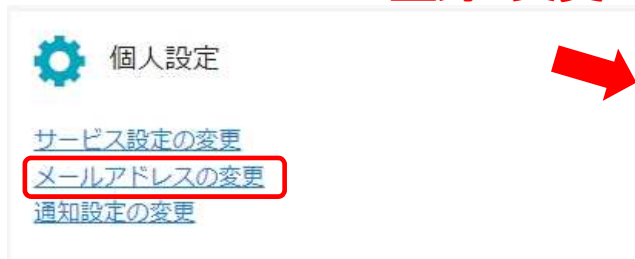 個人設定
サービス設定の変更
メールアドレスの変更
通知設定の変更